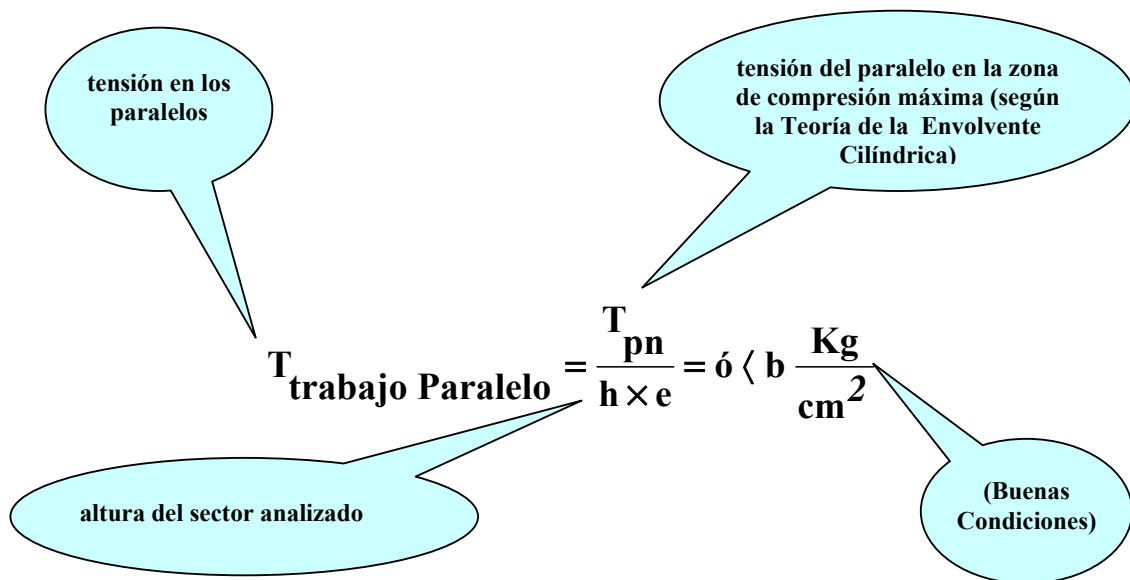 tensión en los
paralelos
tensión del paralelo en la zona
de compresión máxima (según
la Teoría de la Envolvente
Cilíndrica)
T trabajo Paralelo = T pn / h × e = ó ⟨ b Kg / cm²
altura del sector analizado
(Buenas
Condiciones)